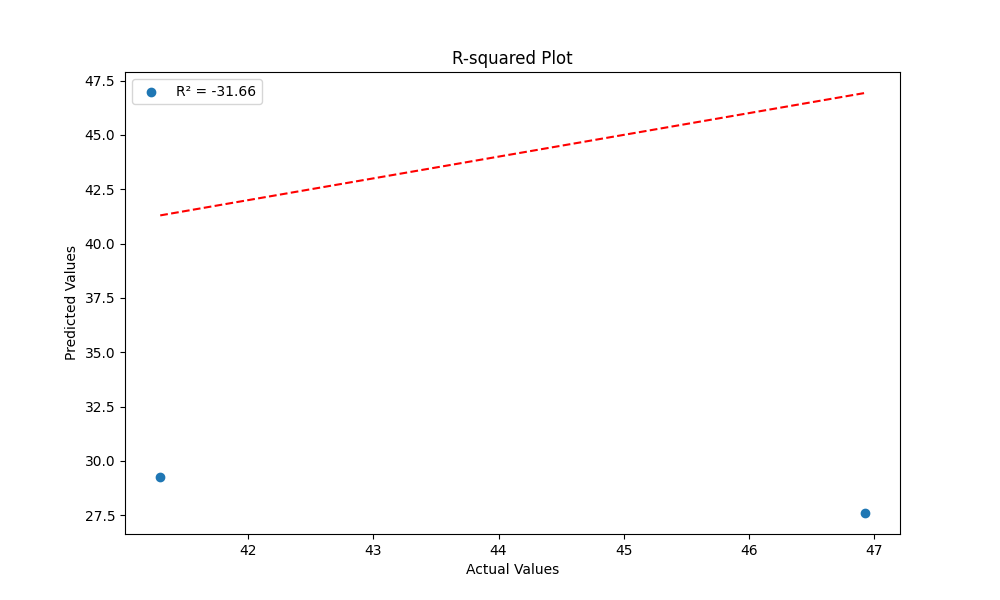 R-squared Plot
R² = -31.66
Predicted Values
47.5
45.0
42.5
40.0
37.5
35.0
32.5
30.0
27.5
42 43 44 45 46 47
Actual Values